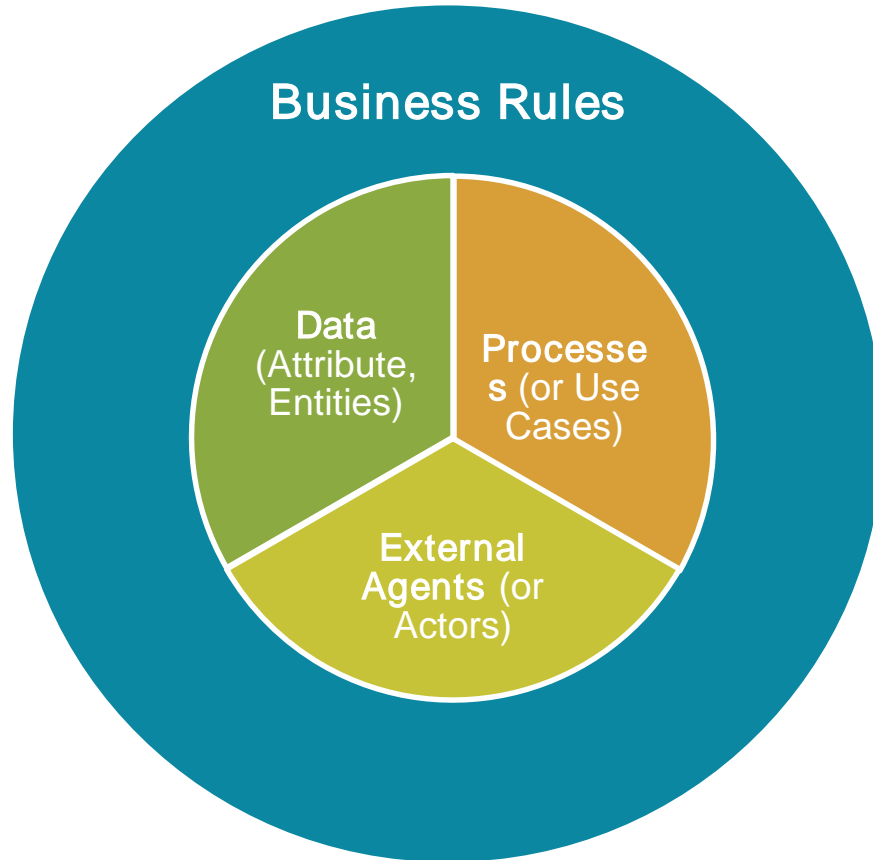 Business Rules
Data
(Attribute,
Entities)
Processe
s (or Use
Cases)
External
Agents (or
Actors)